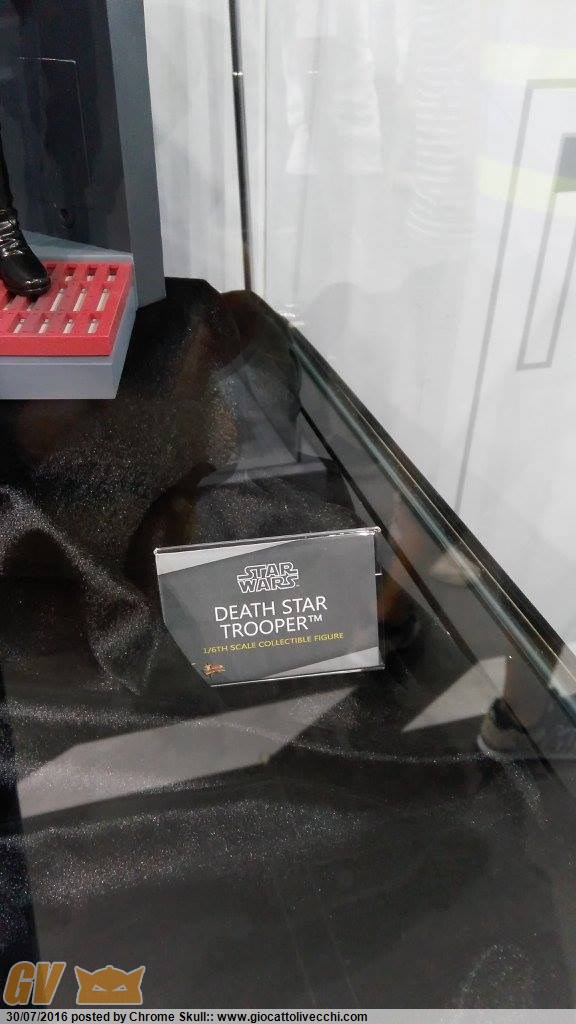 STAR
WARS
DEATH STAR
TROOPER™
1/6TH SCALE COLLECTIBLE FIGURE
GV
30/07/2016 posted by Chrome Skull:: www.giocattolivecchi.com